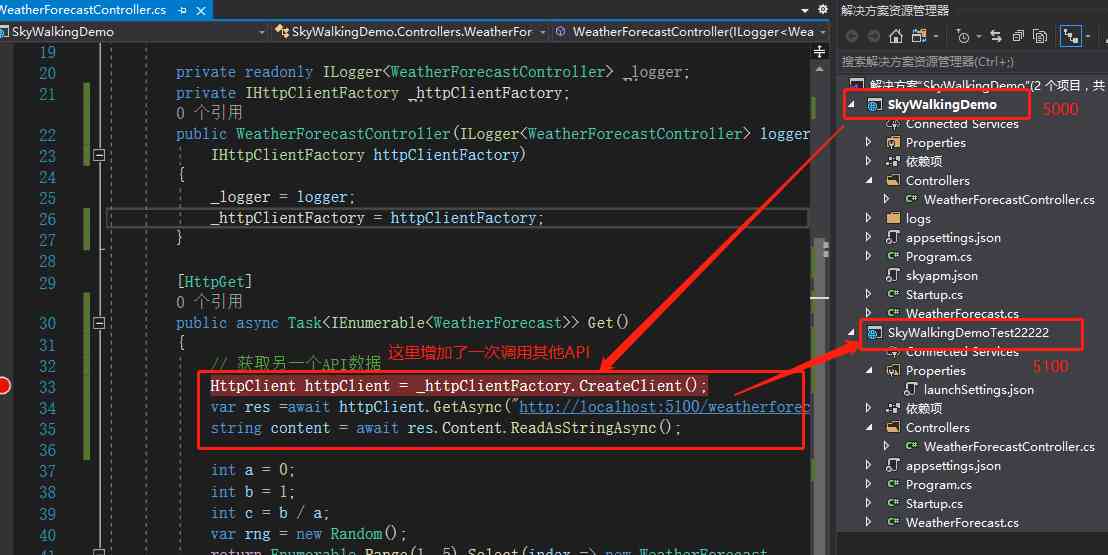 WeatherForecastController.cs
SkyWalkingDemo
SkyWalkingDemo.Controllers.WeatherFor
WeatherForecastController(ILogger<Wea
19
20 private readonly ILogger<WeatherForecastController> _logger;
21 private IHttpClientFactory _httpClientFactory;
0 个引用
22 public WeatherForecastController(ILogger<WeatherForecastController> logger
23 IHttpClientFactory httpClientFactory)
24 {
25 _logger = logger;
26 _httpClientFactory = httpClientFactory;
27 }
28
29 [HttpGet]
0 个引用
30 public async Task<IEnumerable<WeatherForecast>> Get()
31 {
32 // 获取另一个API数据
这里增加了一次调用其他API
33 HttpClient httpClient = _httpClientFactory.CreateClient();
34 var res =await httpClient.GetAsync("http://localhost:5100/weatherforec
35 string content = await res.Content.ReadAsStringAsync();
36
37 int a = 0;
38 int b = 1;
39 int c = b / a;
40 var rng = new Random();
41 return Enumerable.Range(1, 5).Select(index => new WeatherForecast
解决方案资源管理器
搜索解决方案资源管理器(Ctrl+;)
解决方案"SkyWalkingDemo"(2 个项目，共
SkyWalkingDemo 5000
Connected Services
Properties
依赖项
Controllers
C# WeatherForecastController.cs
logs
appsettings.json
C# Program.cs
skyapm.json
C# Startup.cs
C# WeatherForecast.cs
SkyWalkingDemoTest22222
Connected Services
5100
Properties
launchSettings.json
依赖项
Controllers
C# WeatherForecastController.cs
appsettings.json
C# Program.cs
C# Startup.cs
C# WeatherForecast.cs